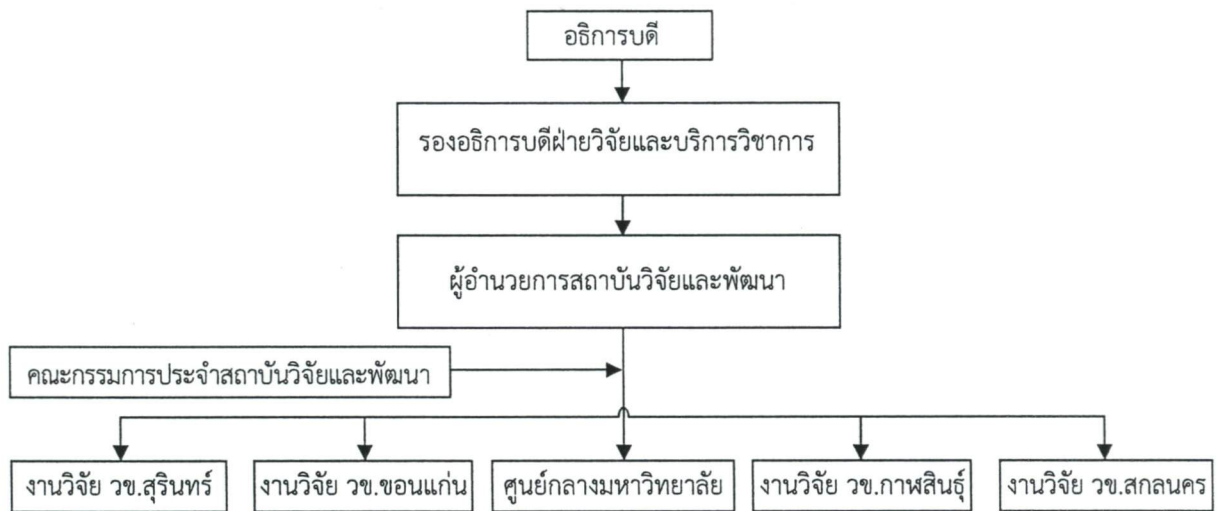 อธิการบดี
รองอธิการบดีฝ่ายวิจัยและบริการวิชาการ
ผู้อำนวยการสถาบันวิจัยและพัฒนา
คณะกรรมการประจำสถาบันวิจัยและพัฒนา
งานวิจัย วข.สุรินทร์
งานวิจัย วข.ขอนแก่น
ศูนย์กลางมหาวิทยาลัย
งานวิจัย วข.กาฬสินธุ์
งานวิจัย วข.สกลนคร